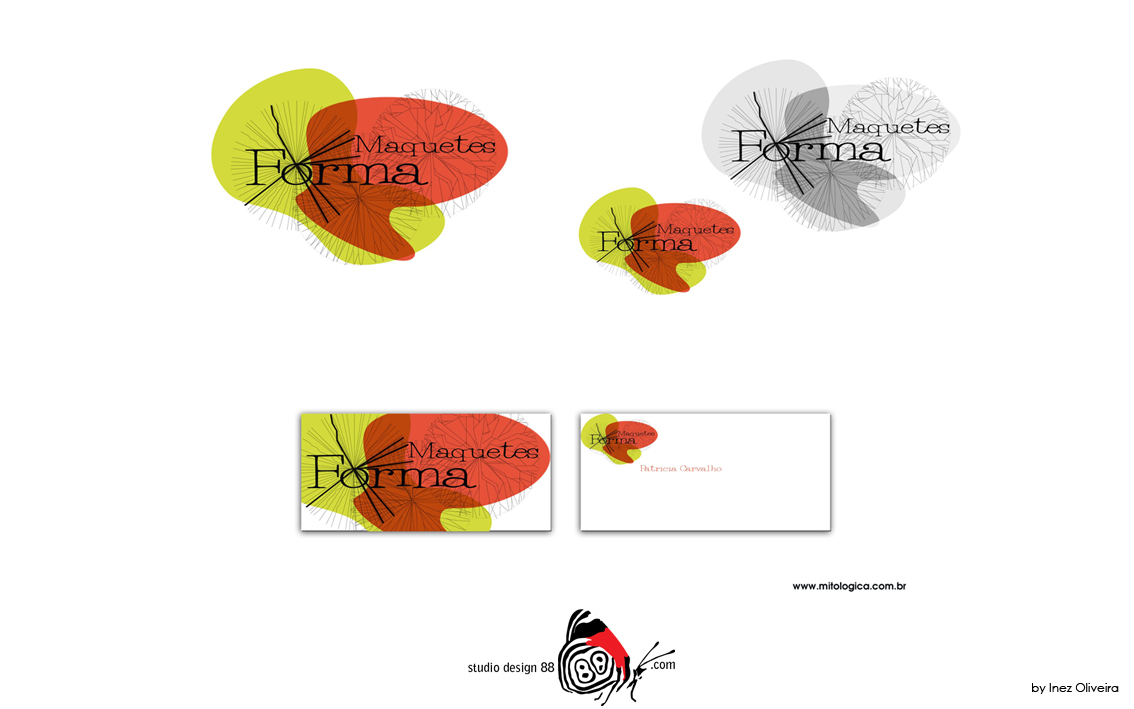 Maquetes
Forma
Maquetes
Forma
Maquetes
Forma
Maquetes
Forma
Maquetes
Forma
Patricia Carvalho
www.mitologica.com.br
studio design 88
88
.com
by Inez Oliveira